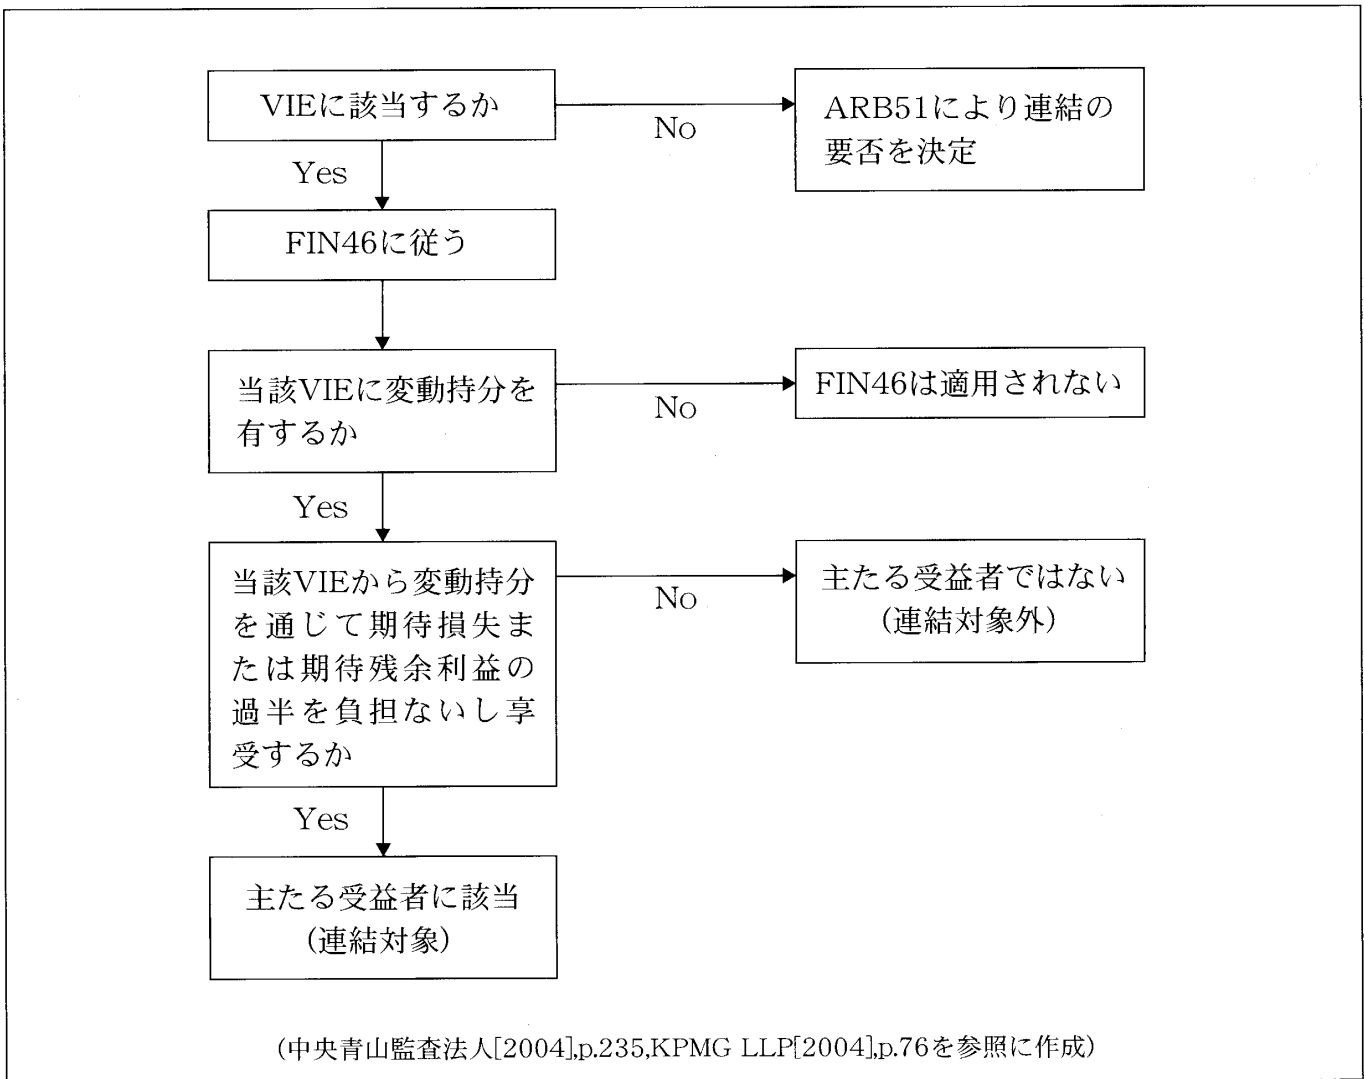 VIEに該当するか
No
ARB51により連結の
要否を決定
Yes
FIN46に従う
当該VIEに変動持分を
有するか
No
FIN46は適用されない
Yes
当該VIEから変動持分
を通じて期待損失ま
たは期待残余利益の
過半を負担ないし享
受するか
No
主たる受益者ではない
(連結対象外)
Yes
主たる受益者に該当
(連結対象)
(中央青山監査法人[2004],p.235,KPMG LLP[2004],p.76を参照に作成)